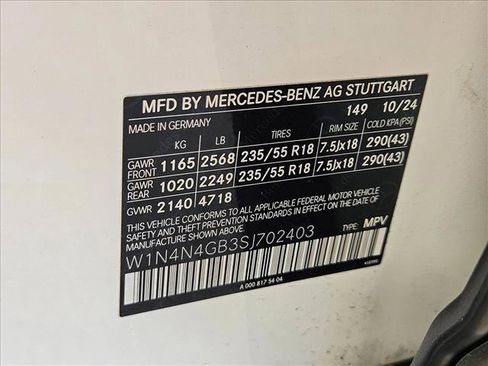 MFD BY MERCEDES-BENZ AG STUTTGART
MADE IN GERMANY 149 10/24
KG LB TIRES RIM SIZE COLD KPA(PSI)
GAWR FRONT 1165 2568 235/55 R18 7.5Jx18 290(43)
GAWR REAR 1020 2249 235/55 R18 7.5Jx18 290(43)
GVWR 2140 4718
THIS VEHICLE CONFORMS TO ALL APPLICABLE FEDERAL MOTOR VEHICLE
SAFETY, BUMPER, AND THEFT PREVENTION STANDARDS IN EFFECT ON THE
DATE OF MANUFACTURE SHOWN ABOVE.
W1N4N4GB3SJ702403 TYPE: MPV
A 000 817 54 04